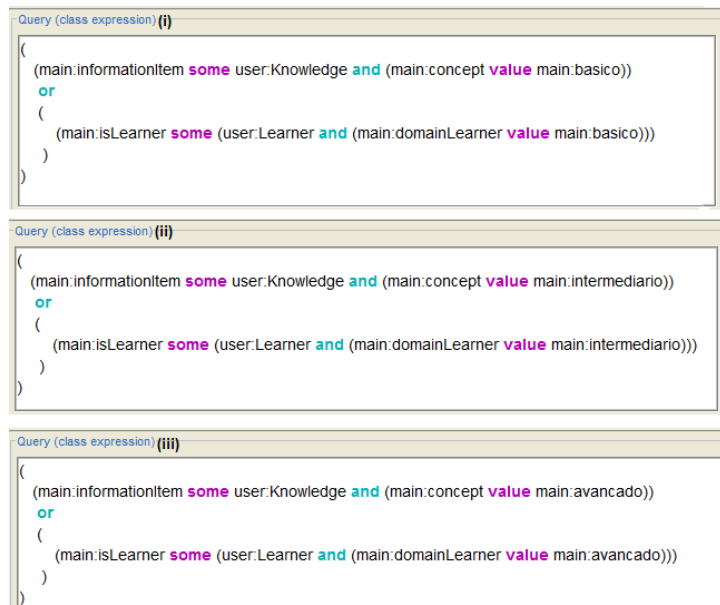 Query (class expression) (i)
(
(main:informationItem some user:Knowledge and (main:concept value main:basico))
or
(
(main:isLearner some (user:Learner and (main:domainLearner value main:basico)))
)
)
Query (class expression) (ii)
(
(main:informationItem some user:Knowledge and (main:concept value main:intermediario))
or
(
(main:isLearner some (user:Learner and (main:domainLearner value main:intermediario)))
)
)
Query (class expression) (iii)
(
(main:informationItem some user:Knowledge and (main:concept value main:avancado))
or
(
(main:isLearner some (user:Learner and (main:domainLearner value main:avancado)))
)
)